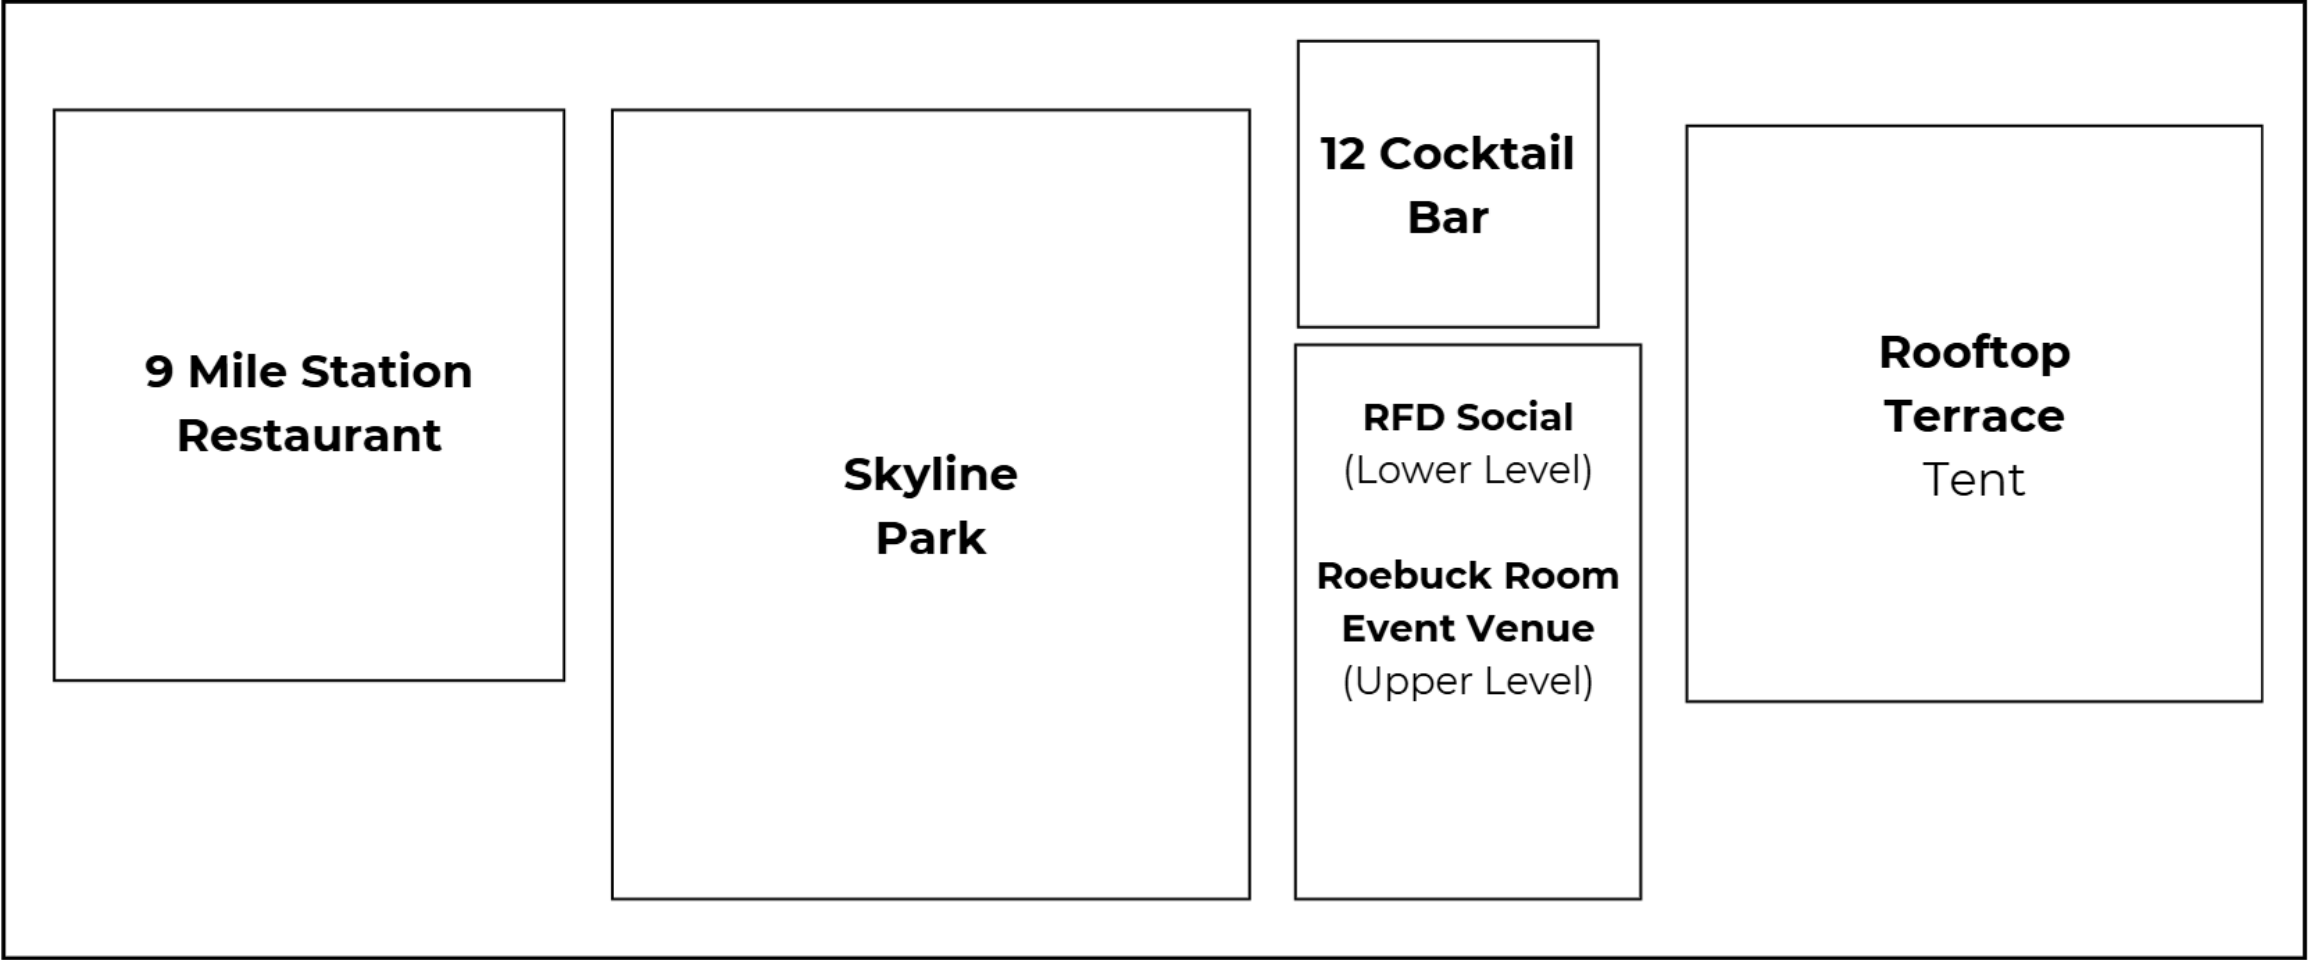 9 Mile Station
Restaurant
Skyline
Park
12 Cocktail
Bar
RFD Social
(Lower Level)
Roebuck Room
Event Venue
(Upper Level)
Rooftop
Terrace
Tent